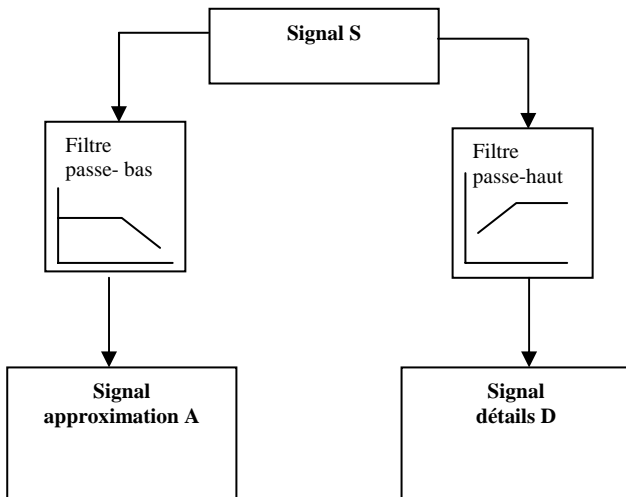 Signal S
Filtre
passe- bas
Filtre
passe-haut
Signal
approximation A
Signal
détails D